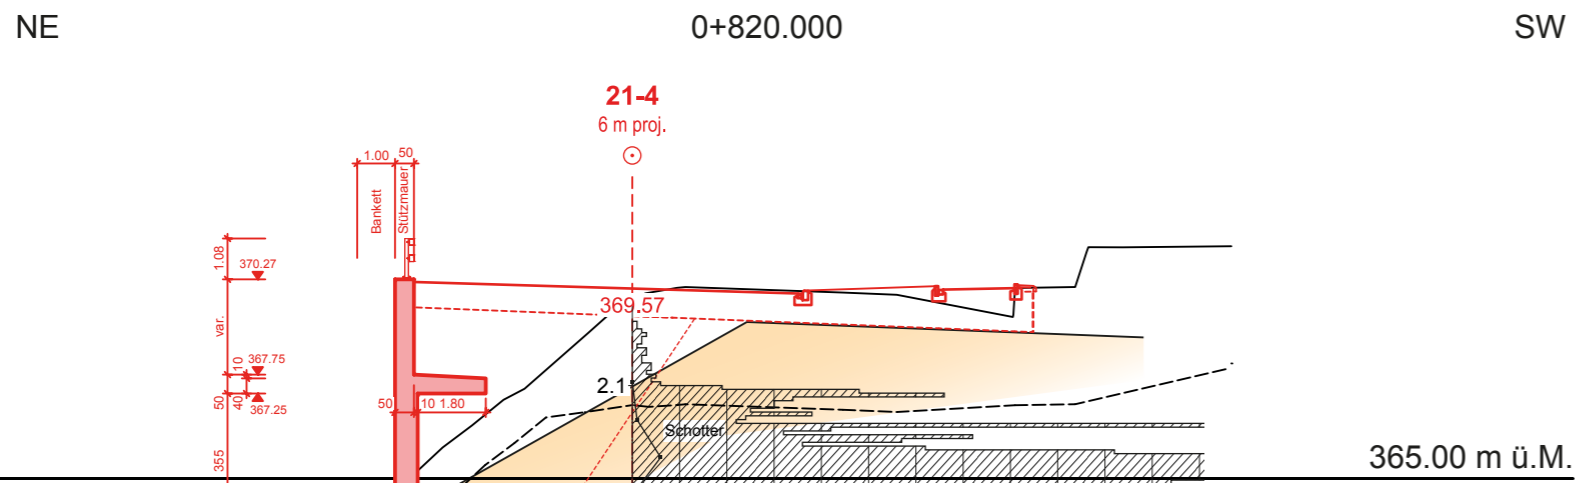 NE 0+820.000 SW
21-4
6 m proj.
1.00 50
Bankett
Stützmauer
1.08
370.27
369.57
var.
10
367.75
2.1
50
40
367.25
50 10 1.80
Schotter
355
365.00 m ü.M.